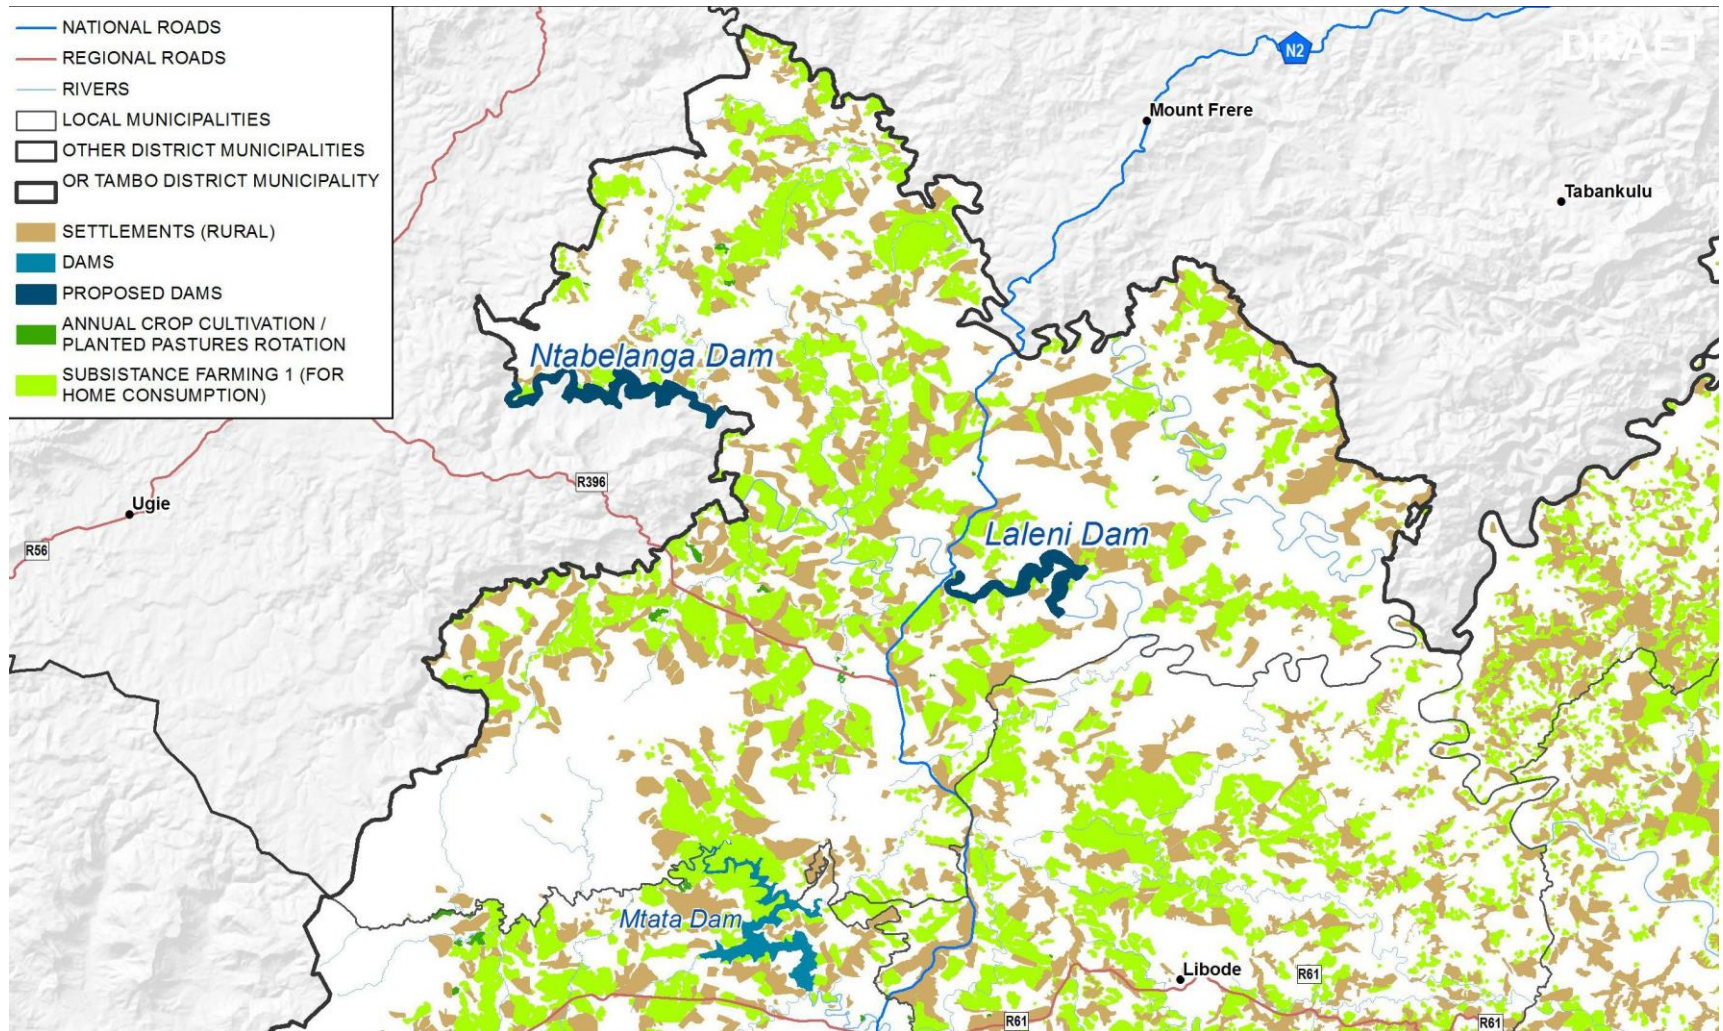 NATIONAL ROADS
REGIONAL ROADS
RIVERS
LOCAL MUNICIPALITIES
OTHER DISTRICT MUNICIPALITIES
OR TAMBO DISTRICT MUNICIPALITY
SETTLEMENTS (RURAL)
DAMS
PROPOSED DAMS
ANNUAL CROP CULTIVATION /
PLANTED PASTURES ROTATION
SUBSISTANCE FARMING 1 (FOR
HOME CONSUMPTION)
DRAFT
N2
Mount Frere
Tabankulu
Ntabelanga Dam
R396
Ugie
R56
Laleni Dam
Mtata Dam
Libode
R61
R61
R61